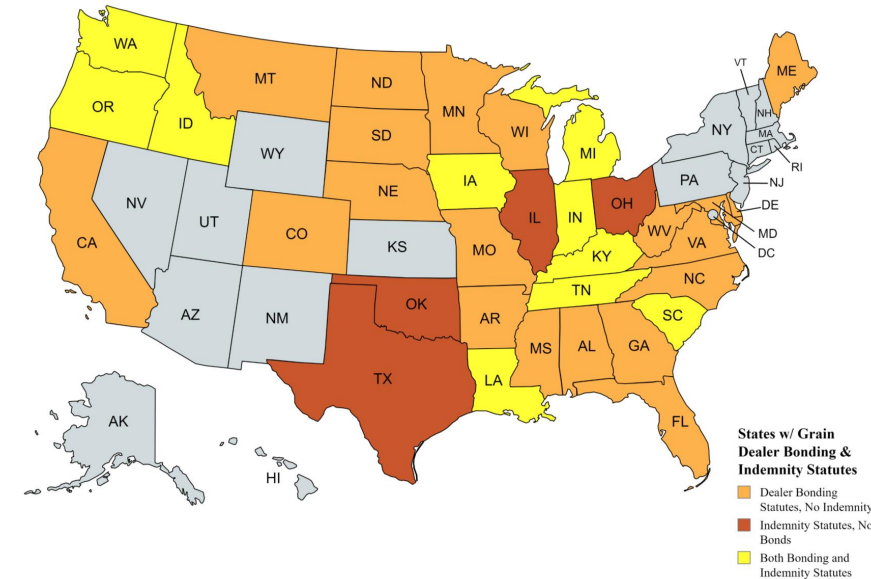 WA
MT
ND
MN
VT
ME
OR
ID
SD
WI
NH
NY
MA
CT
RI
WY
MI
IA
NE
PA
NJ
NV
UT
CO
IL
IN
OH
DE
WV
MD
VA
DC
CA
KS
MO
KY
NC
TN
AZ
NM
OK
AR
SC
MS
AL
GA
TX
LA
FL
AK
HI
States w/ Grain
Dealer Bonding &
Indemnity Statutes
Dealer Bonding
Statutes, No Indemnity
Indemnity Statutes, No
Bonds
Both Bonding and
Indemnity Statutes